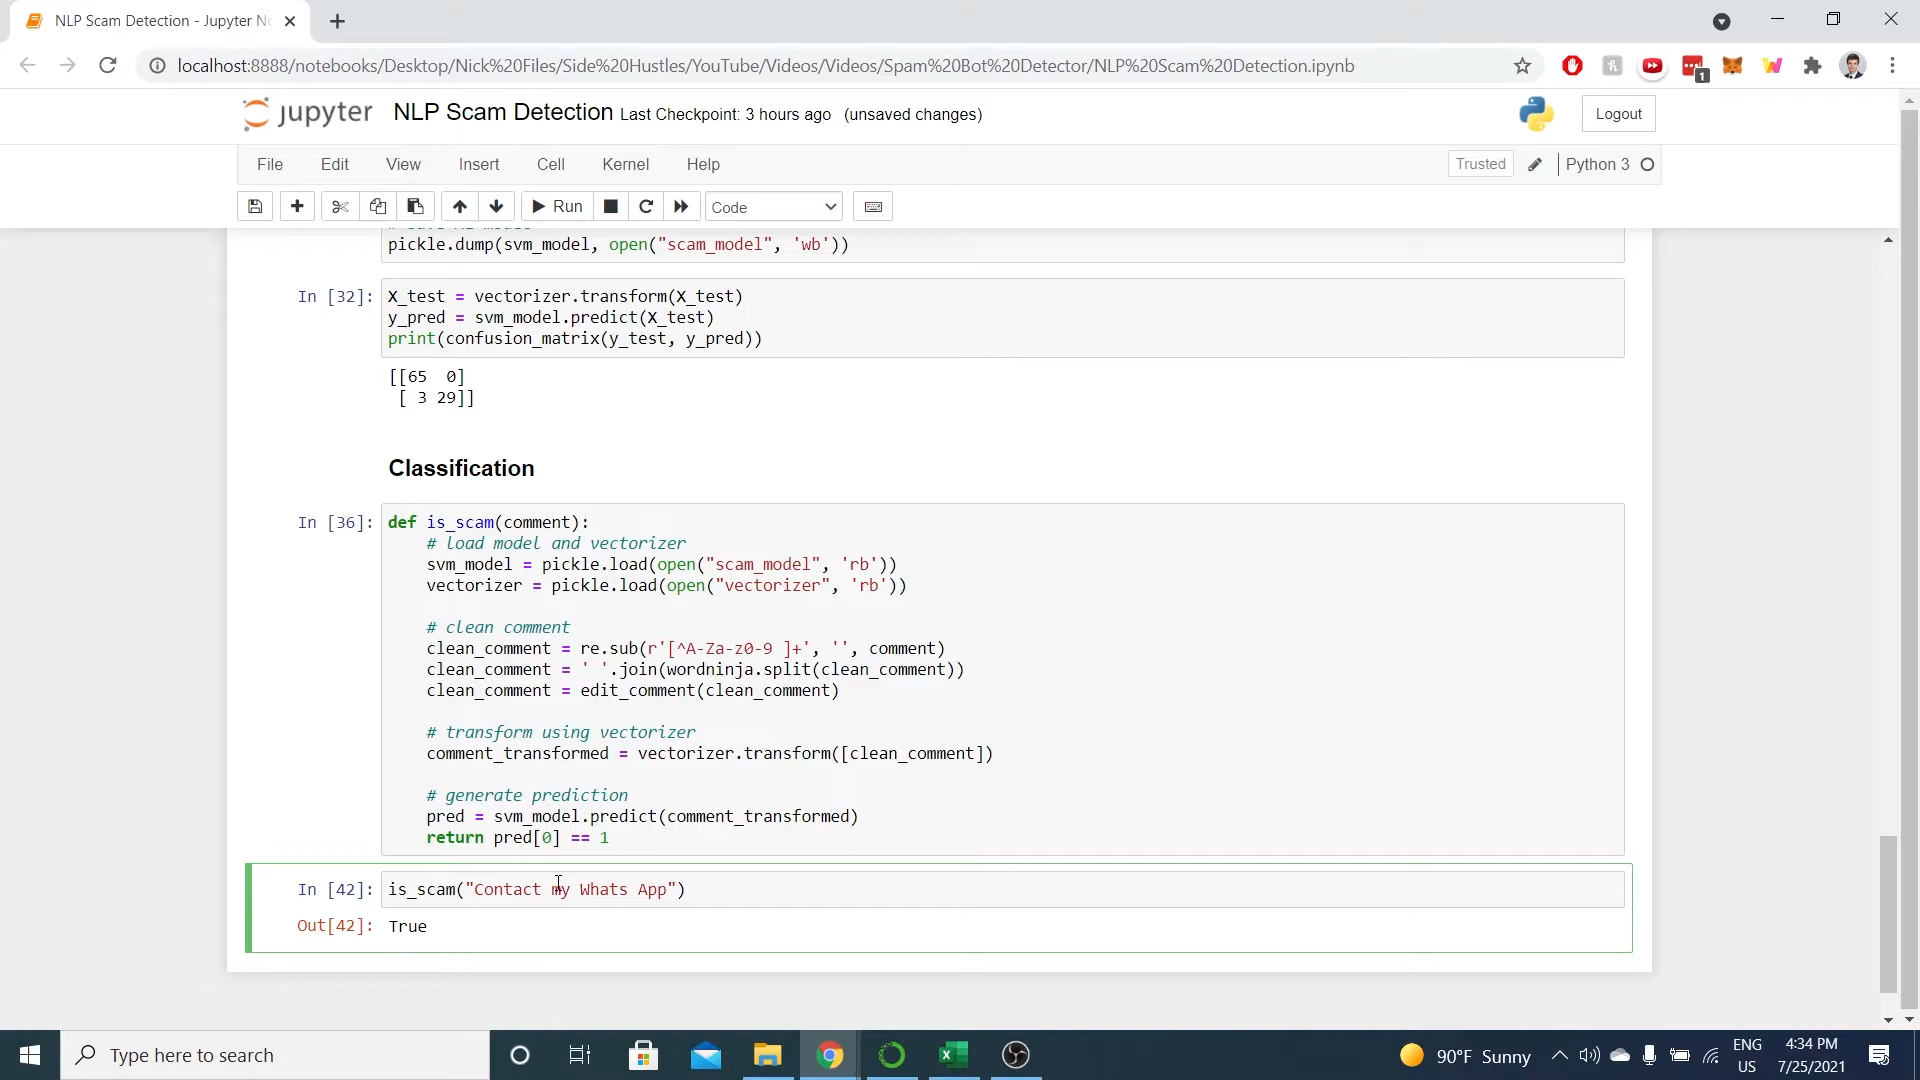 NLP Scam Detection - Jupyter No
localhost:8888/notebooks/Desktop/Nick%20Files/Side%20Hustles/YouTube/Videos/Videos/Spam%20Bot%20Detector/NLP%20Scam%20Detection.ipynb
1
jupyter NLP Scam Detection Last Checkpoint: 3 hours ago (unsaved changes)
Logout
File Edit View Insert Cell Kernel Help
Trusted Python 3
Run Code
pickle.dump(svm_model, open("scam_model", 'wb'))
In [32]: X_test = vectorizer.transform(X_test)
y_pred = svm_model.predict(X_test)
print(confusion_matrix(y_test, y_pred))
[[65  0]
 [ 3 29]]
Classification
In [36]: def is_scam(comment):
    # load model and vectorizer
    svm_model = pickle.load(open("scam_model", 'rb'))
    vectorizer = pickle.load(open("vectorizer", 'rb'))
    # clean comment
    clean_comment = re.sub(r'[^A-Za-z0-9 ]+', '', comment)
    clean_comment = ' '.join(wordninja.split(clean_comment))
    clean_comment = edit_comment(clean_comment)
    # transform using vectorizer
    comment_transformed = vectorizer.transform([clean_comment])
    # generate prediction
    pred = svm_model.predict(comment_transformed)
    return pred[0] == 1
In [42]: is_scam("Contact my Whats App")
Out[42]: True
Type here to search
90°F Sunny
ENG
US
4:34 PM
7/25/2021